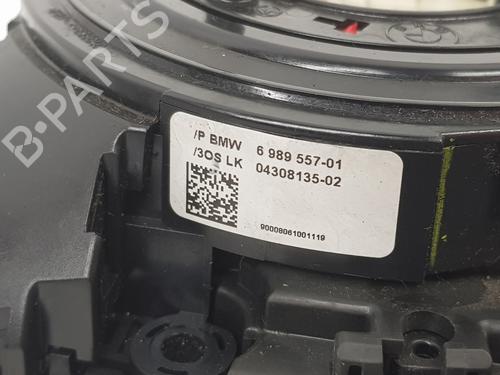 /P BMW 6 989 557-01
/3OS LK 04308135-02
90008061001119
B-PARTS